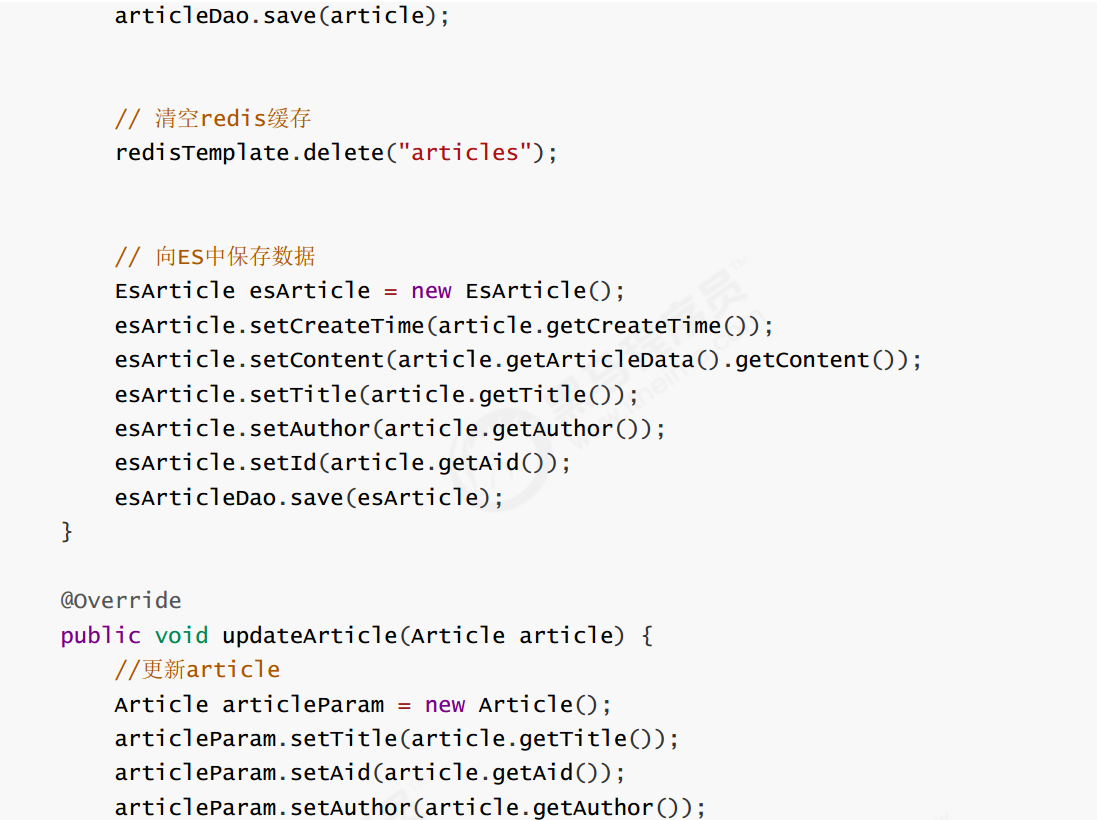 articleDao.save(article);
// 清空redis缓存
redisTemplate.delete("articles");
// 向ES中保存数据
EsArticle esArticle = new EsArticle();
esArticle.setCreateTime(article.getCreateTime());
esArticle.setContent(article.getArticleData().getContent());
esArticle.setTitle(article.getTitle());
esArticle.setAuthor(article.getAuthor());
esArticle.setId(article.getAid());
esArticleDao.save(esArticle);
}
@Override
public void updateArticle(Article article) {
//更新article
Article articleParam = new Article();
articleParam.setTitle(article.getTitle());
articleParam.setAid(article.getAid());
articleParam.setAuthor(article.getAuthor());